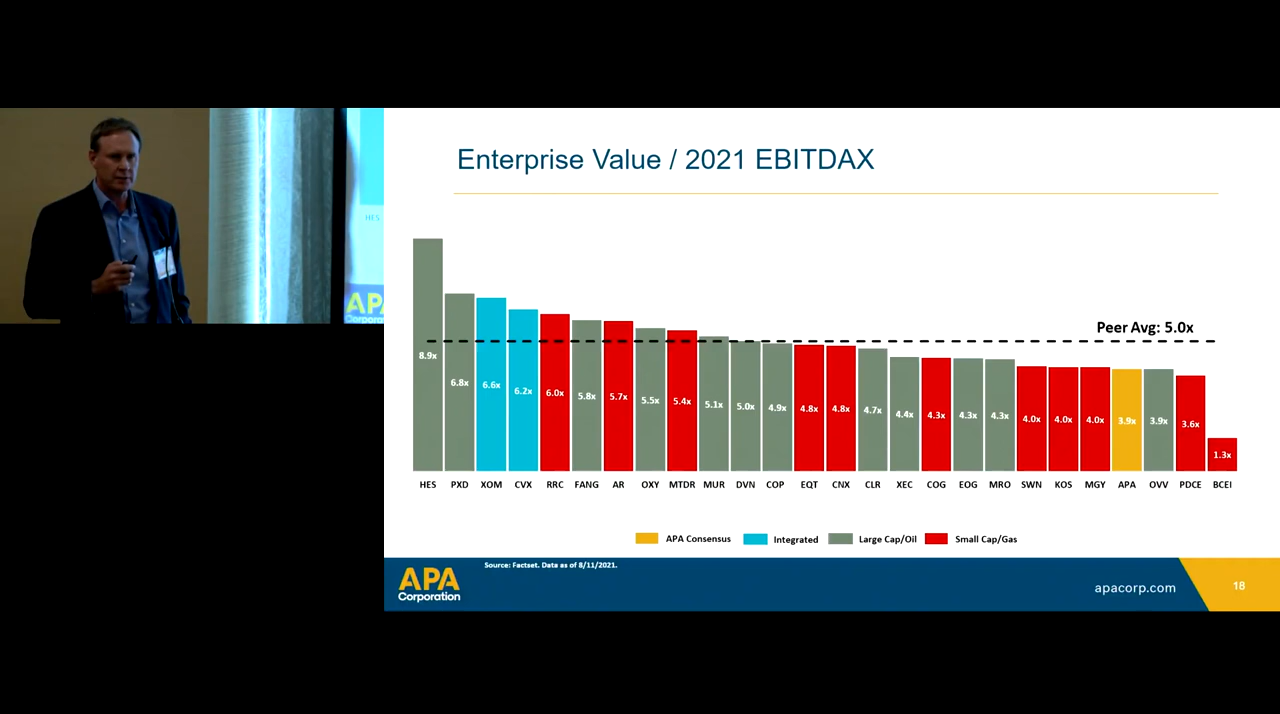 Enterprise Value / 2021 EBITDAX
Peer Avg: 5.0x
8.9x 6.8x 6.6x 6.2x 6.0x 5.8x 5.7x 5.5x 5.4x 5.1x 5.0x 4.9x 4.8x 4.8x 4.7x 4.4x 4.3x 4.3x 4.3x 4.0x 4.0x 4.0x 3.9x 3.9x 3.6x 1.3x
HES PXD XOM CVX RRC FANG AR OXY MTDR MUR DVN COP EQT CNX CLR XEC COG EOG MRO SWN KOS MGY APA OVV PDCE BCEI
APA Consensus Integrated Large Cap/Oil Small Cap/Gas
Source: Factset. Data as of 8/11/2021.
APA
Corporation
apacorp.com
18
HES
AP
Corpora